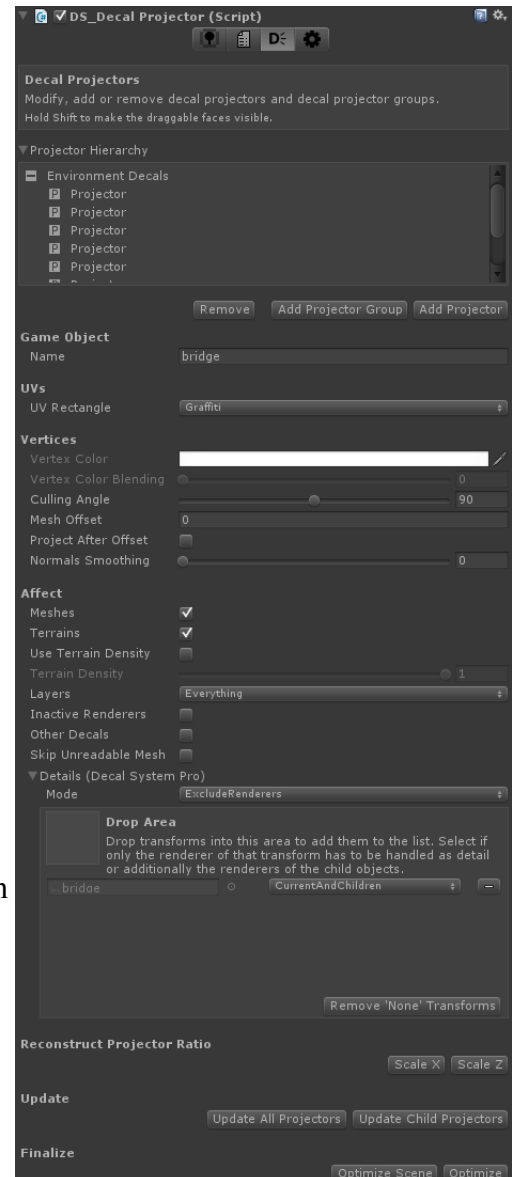 DS_Decal Projector (Script)
D
Decal Projectors
Modify, add or remove decal projectors and decal projector groups.
Hold Shift to make the draggable faces visible.
Projector Hierarchy
Environment Decals
P Projector
P Projector
P Projector
P Projector
P Projector
Remove Add Projector Group Add Projector
Game Object
Name bridge
UVs
UV Rectangle Graffiti
Vertices
Vertex Color
Vertex Color Blending 0
Culling Angle 90
Mesh Offset 0
Project After Offset
Normals Smoothing 0
Affect
Meshes
Terrains
Use Terrain Density
Terrain Density 1
Layers Everything
Inactive Renderers
Other Decals
Skip Unreadable Mesh
Details (Decal System Pro)
Mode ExcludeRenderers
Drop Area
Drop transforms into this area to add them to the list. Select if
only the renderer of that transform has to be handled as detail
or additionally the renderers of the child objects.
bridge CurrentAndChildren
Remove 'None' Transforms
Reconstruct Projector Ratio
Scale X Scale Z
Update
Update All Projectors Update Child Projectors
Finalize
Optimize Scene Optimize